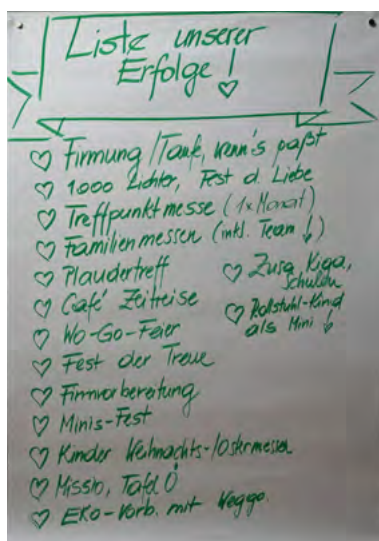 Liste unserer
Erfolge!
Firmung/Taufe, wenn's paßt
1000 Lichter, Fest d. Liebe
Treffpunktmesse (1x Monat)
Familienmessen (inkl. Team ↓)
Plaudertreff
Café Zeitreise
Wo-Go-Feier
Fest der Treue
Firmvorbereitung
Minis-Fest
Kinder Weihnachts-/Ostermessen
Missio, Tafel Ö
EKo-Vorb. mit Weggo.
Zusa Kiga,
Schulen
Rollstuhl-Kind
als Mini ↓